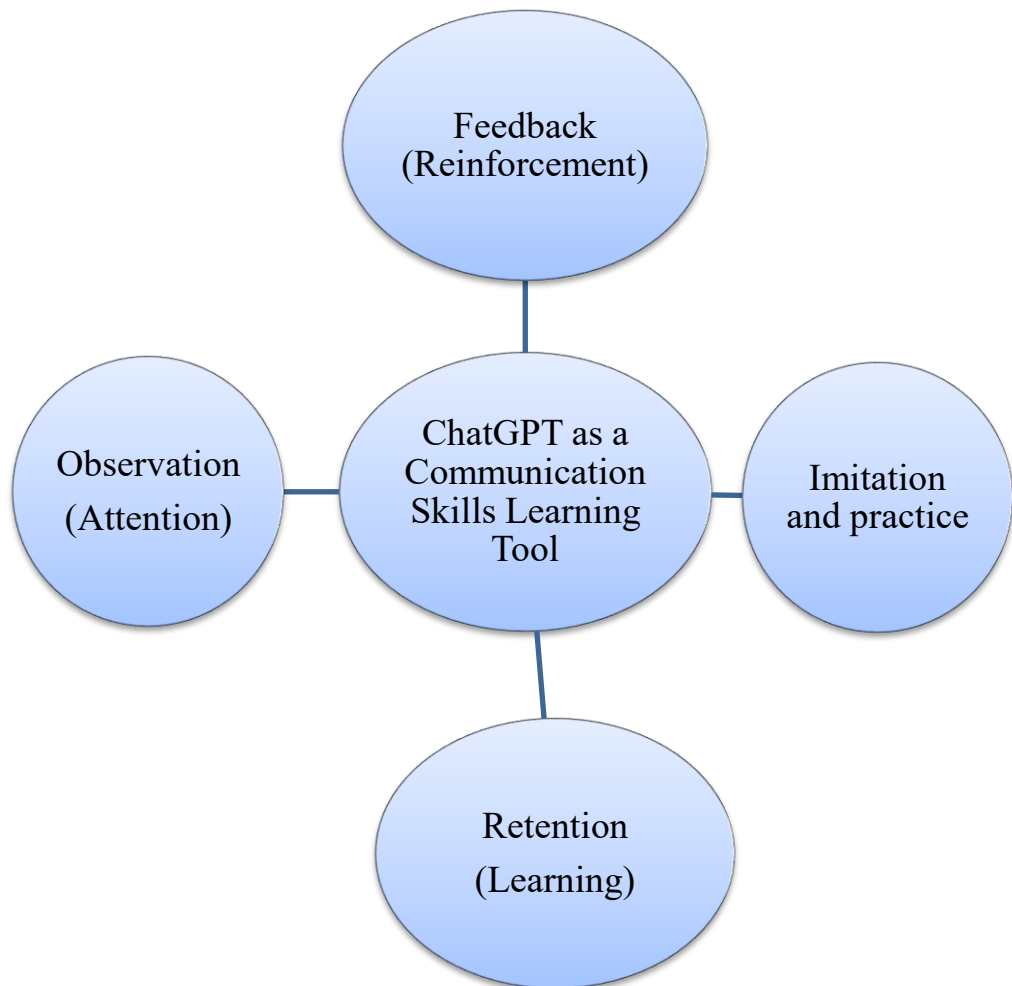 Feedback
(Reinforcement)
Observation
(Attention)
ChatGPT as a
Communication
Skills Learning
Tool
Imitation
and practice
Retention
(Learning)